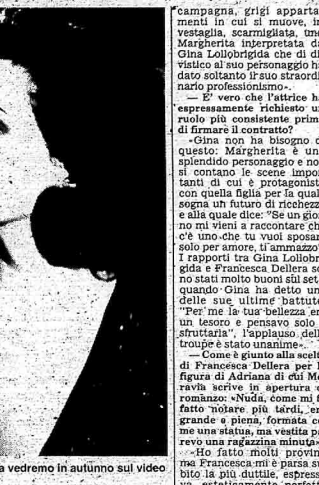 campagna, grigi apparta-
menti in cui si muove, in
vestaglia, scarmigliata, una
Margherita interpretata da
Gina Lollobrigida che di di-
vistico al suo personaggio ha
dato soltanto il suo straordi-
nario professionismo».
— E' vero che l'attrice ha
espressamente richiesto un
ruolo più consistente prima
di firmare il contratto?
«Gina non ha bisogno di
questo: Margherita è uno
splendido personaggio e non
si contano le scene impor-
tanti di cui è protagonista
con quella figlia per la quale
sogna un futuro di ricchezza
e alla quale dice: "Se un gior-
no mi vieni a raccontare che
c'è uno che tu vuoi sposare
solo per amore, ti ammazzo".
I rapporti tra Gina Lollobri-
gida e Francesca Dellera so-
no stati molto buoni sul set:
quando Gina ha detto una
delle sue ultime battute
"Per me la tua bellezza era
un tesoro e pensavo solo a
sfruttarla", l'applauso della
troupe è stato unanime».
— Come è giunto alla scelta
di Francesca Dellera per la
figura di Adriana di cui Mo-
ravia scrive in apertura di
romanzo: «Nuda, come mi fu
fatto notare più tardi, ero
grande e piena, formata co-
me una statua, ma vestita pa-
revo una ragazzina minuta»?
«Ho fatto molti provini
ma Francesca mi è parsa su-
bito la più duttile, espressi-
va, esteticamente perfetta
a vedremo in autunno sul video